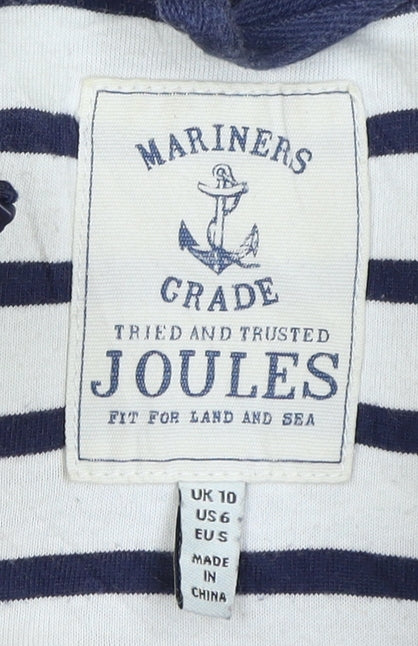 MARINERS
GRADE
TRIED AND TRUSTED
JOULES
FIT FOR LAND AND SEA
UK 10
US 6
EU S
MADE
IN
CHINA